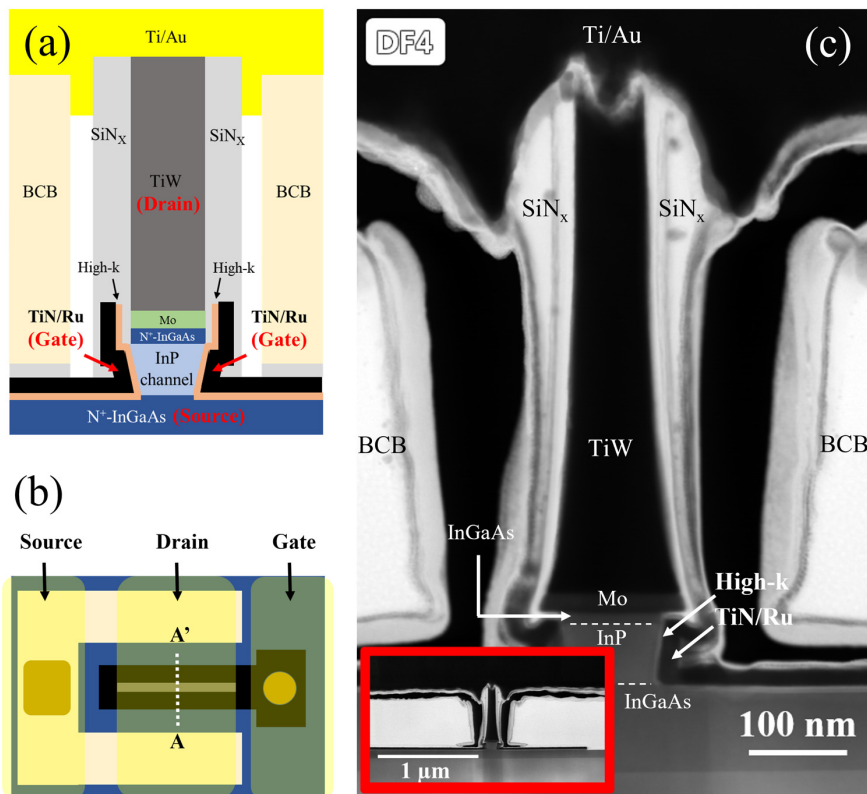 (a)
Ti/Au
SiNX
SiNX
BCB
TiW
BCB
(Drain)
High-k
High-k
TiN/Ru
(Gate)
Mo
TiN/Ru
(Gate)
N⁺-InGaAs
InP
channel
N⁺-InGaAs (Source)
(b)
Source
Drain
Gate
A'
A
DF4
Ti/Au
(c)
SiNx
SiNx
BCB
BCB
TiW
InGaAs
High-k
Mo
TiN/Ru
InP
InGaAs
100 nm
1 µm